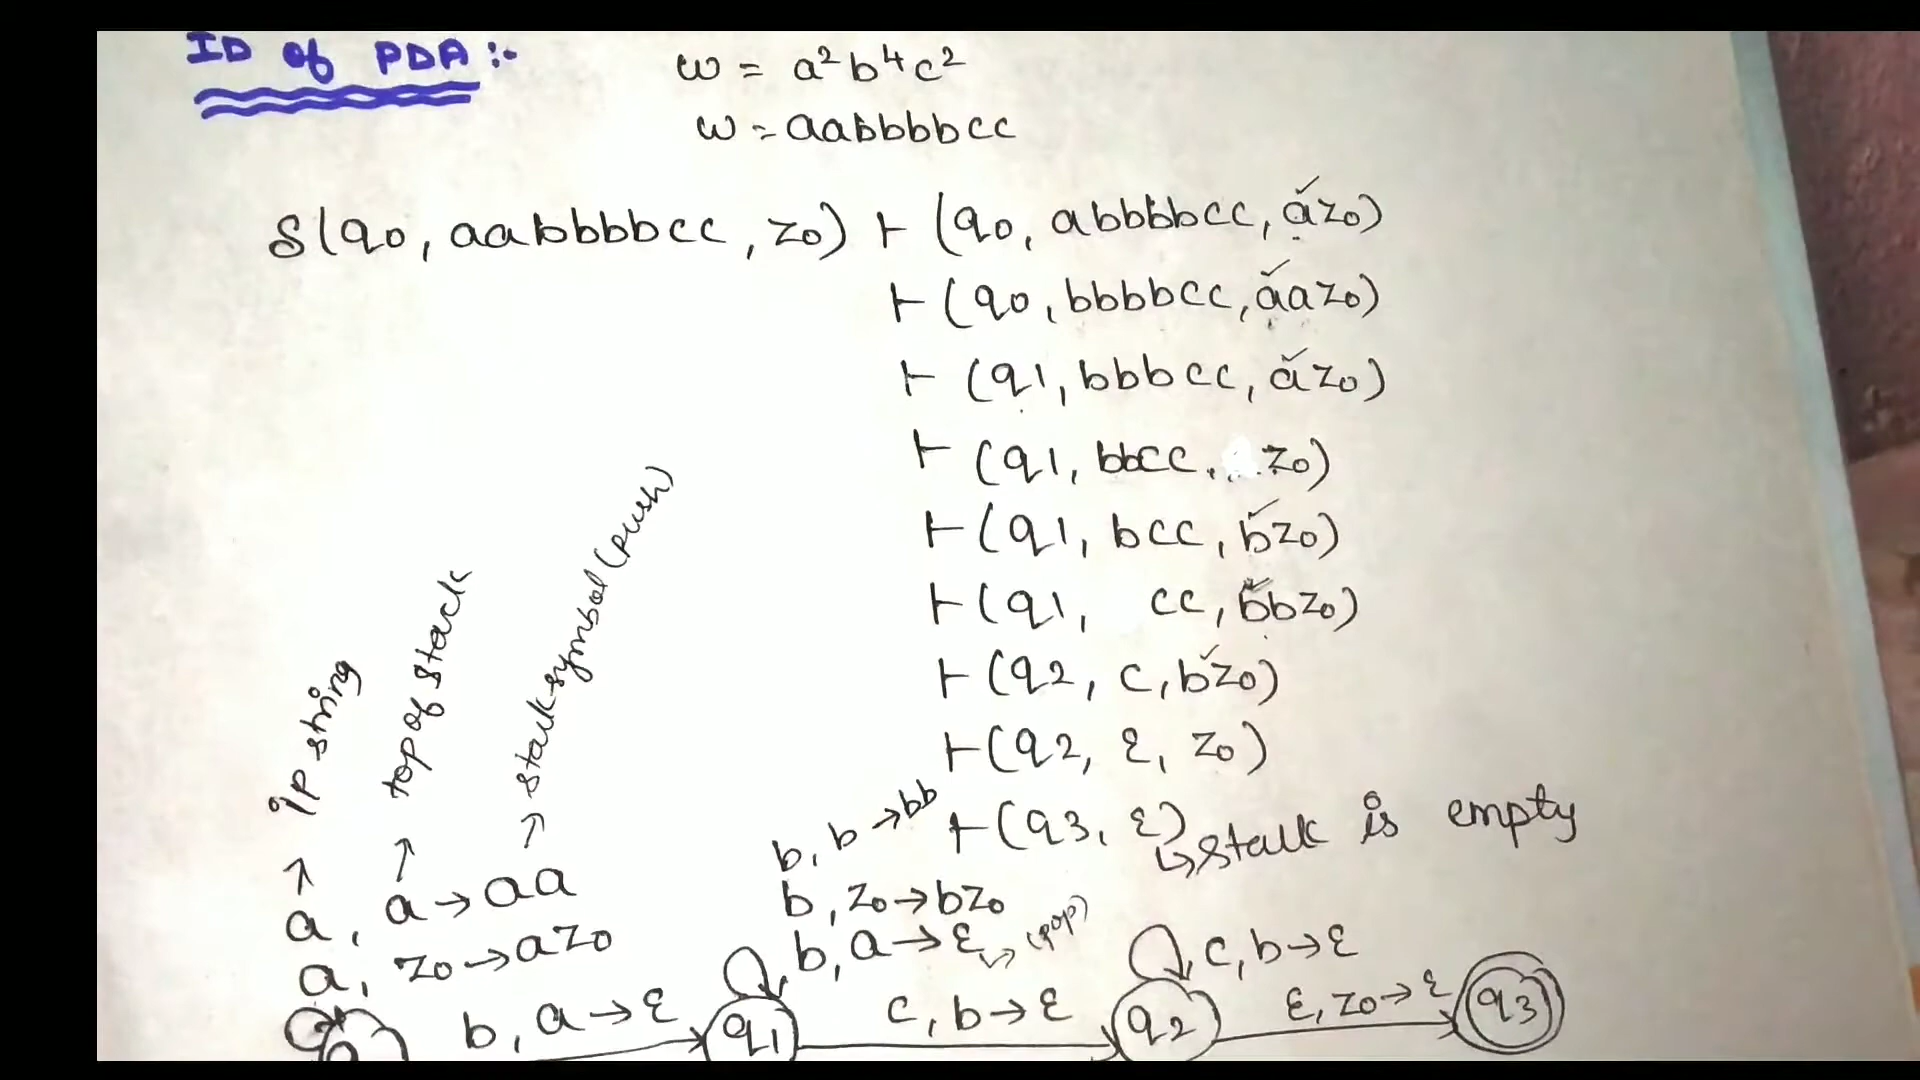 ID of PDA :-
w = a²b⁴c²
w = aabbbbcc
δ(q0, aabbbbcc, z0) ⊢ (q0, abbbbcc, az0)
⊢ (q0, bbbbcc, aaz0)
⊢ (q1, bbbcc, az0)
⊢ (q1, bbcc, z0)
⊢ (q1, bcc, bz0)
⊢ (q1, cc, bbz0)
⊢ (q2, c, bz0)
⊢ (q2, ε, z0)
⊢ (q3, ε)
↳ stack is empty
ip string
top of stack
stack symbol (push)
a, a → aa
a, z0 → az0
b, a → ε
b, b → bb
b, z0 → bz0
b, a → ε ↳ (pop)
q1
c, b → ε
c, b → ε
q2
ε, z0 → ε
q3